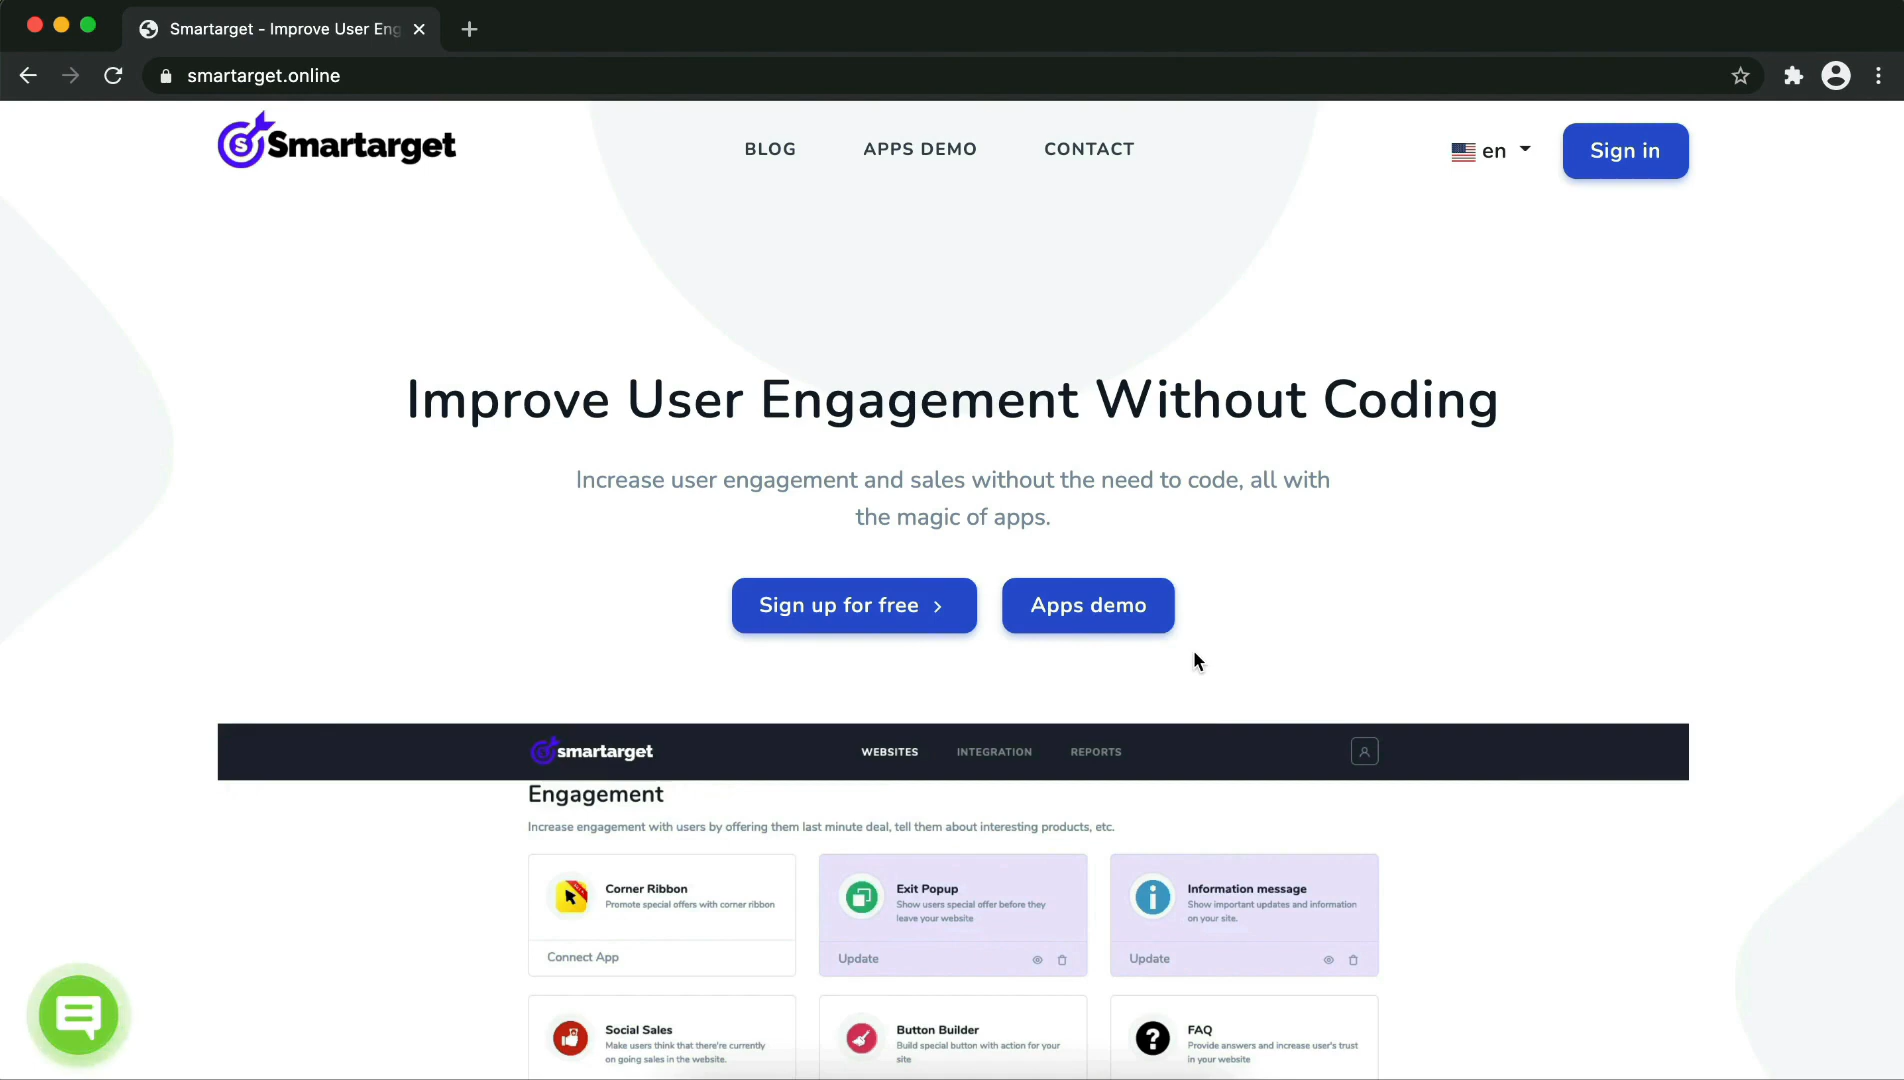 Smartarget - Improve User Eng
smartarget.online
Smartarget
BLOG
APPS DEMO
CONTACT
en
Sign in
Improve User Engagement Without Coding
Increase user engagement and sales without the need to code, all with
the magic of apps.
Sign up for free
Apps demo
smartarget
WEBSITES
INTEGRATION
REPORTS
Engagement
Increase engagement with users by offering them last minute deal, tell them about interesting products, etc.
Corner Ribbon
Promote special offers with corner ribbon
Connect App
Exit Popup
Show users special offer before they
leave your website
Update
Information message
Show important updates and information
on your site.
Update
Social Sales
Make users think that there're currently
on going sales in the website.
Button Builder
Build special button with action for your
site
FAQ
Provide answers and increase user's trust
in your website